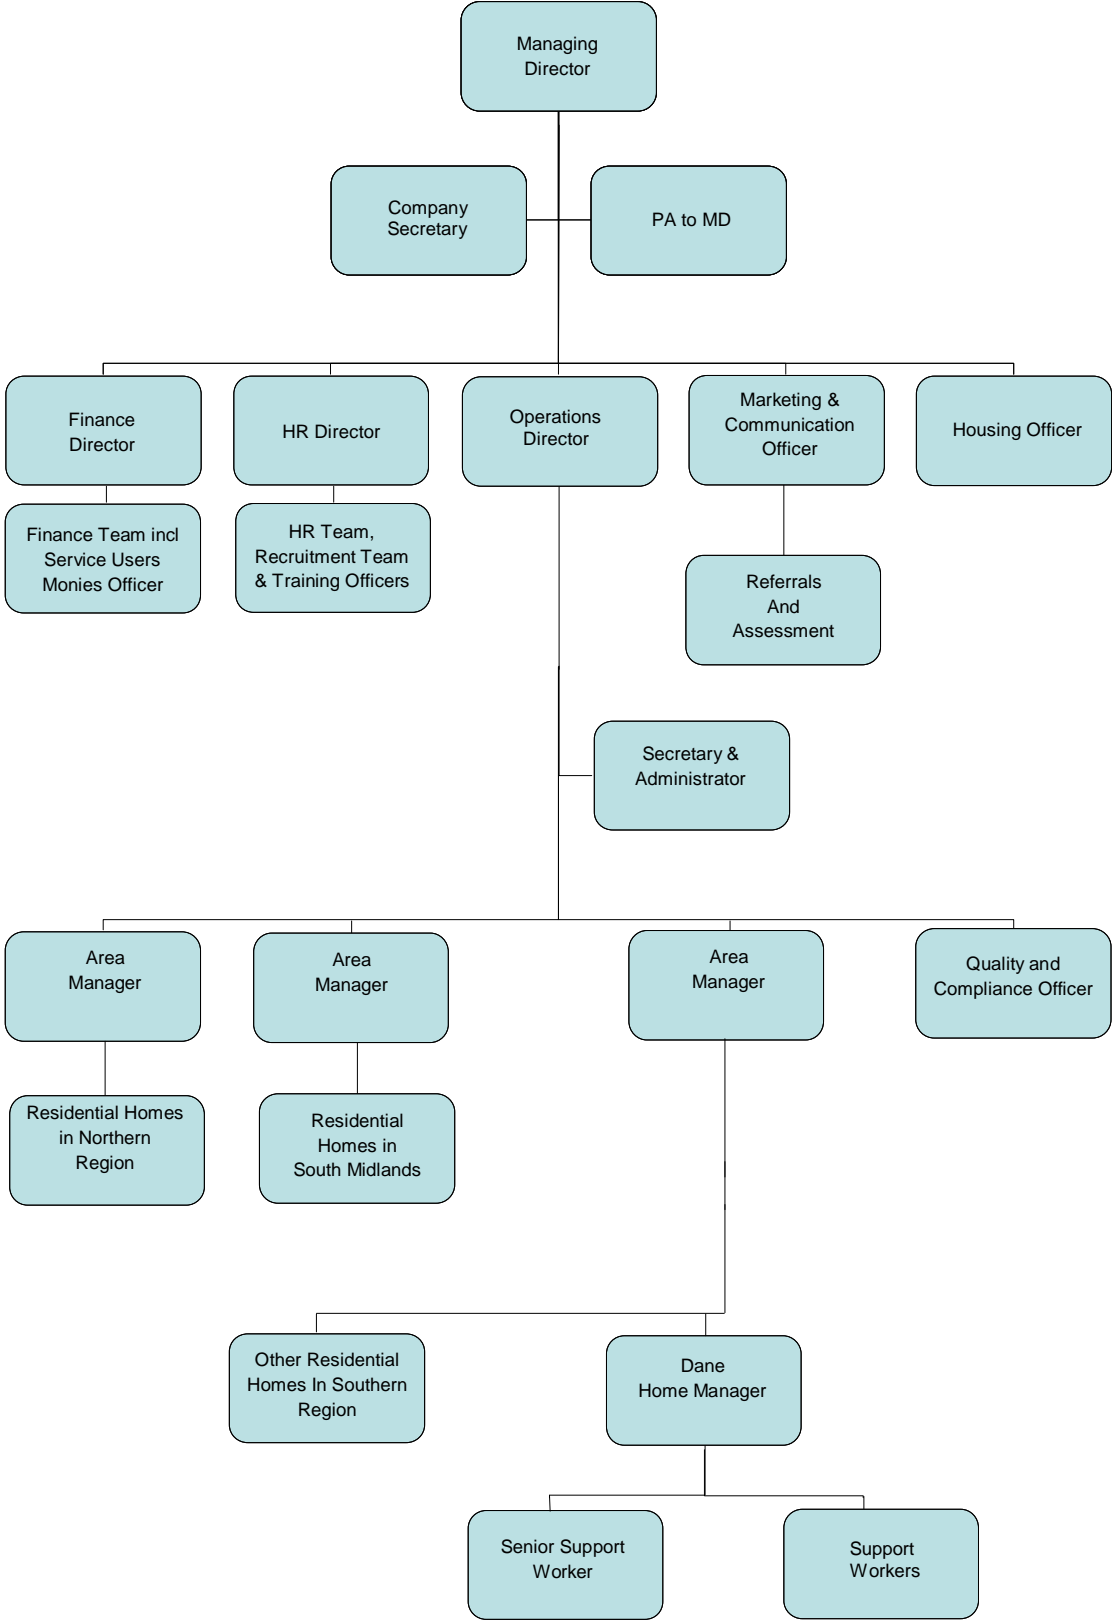 Managing
Director
Company
Secretary
PA to MD
Finance
Director
HR Director
Operations
Director
Marketing &
Communication
Officer
Housing Officer
Finance Team incl
Service Users
Monies Officer
HR Team,
Recruitment Team
& Training Officers
Referrals
And
Assessment
Secretary &
Administrator
Area
Manager
Area
Manager
Area
Manager
Quality and
Compliance Officer
Residential Homes
in Northern
Region
Residential
Homes in
South Midlands
Other Residential
Homes In Southern
Region
Dane
Home Manager
Senior Support
Worker
Support
Workers